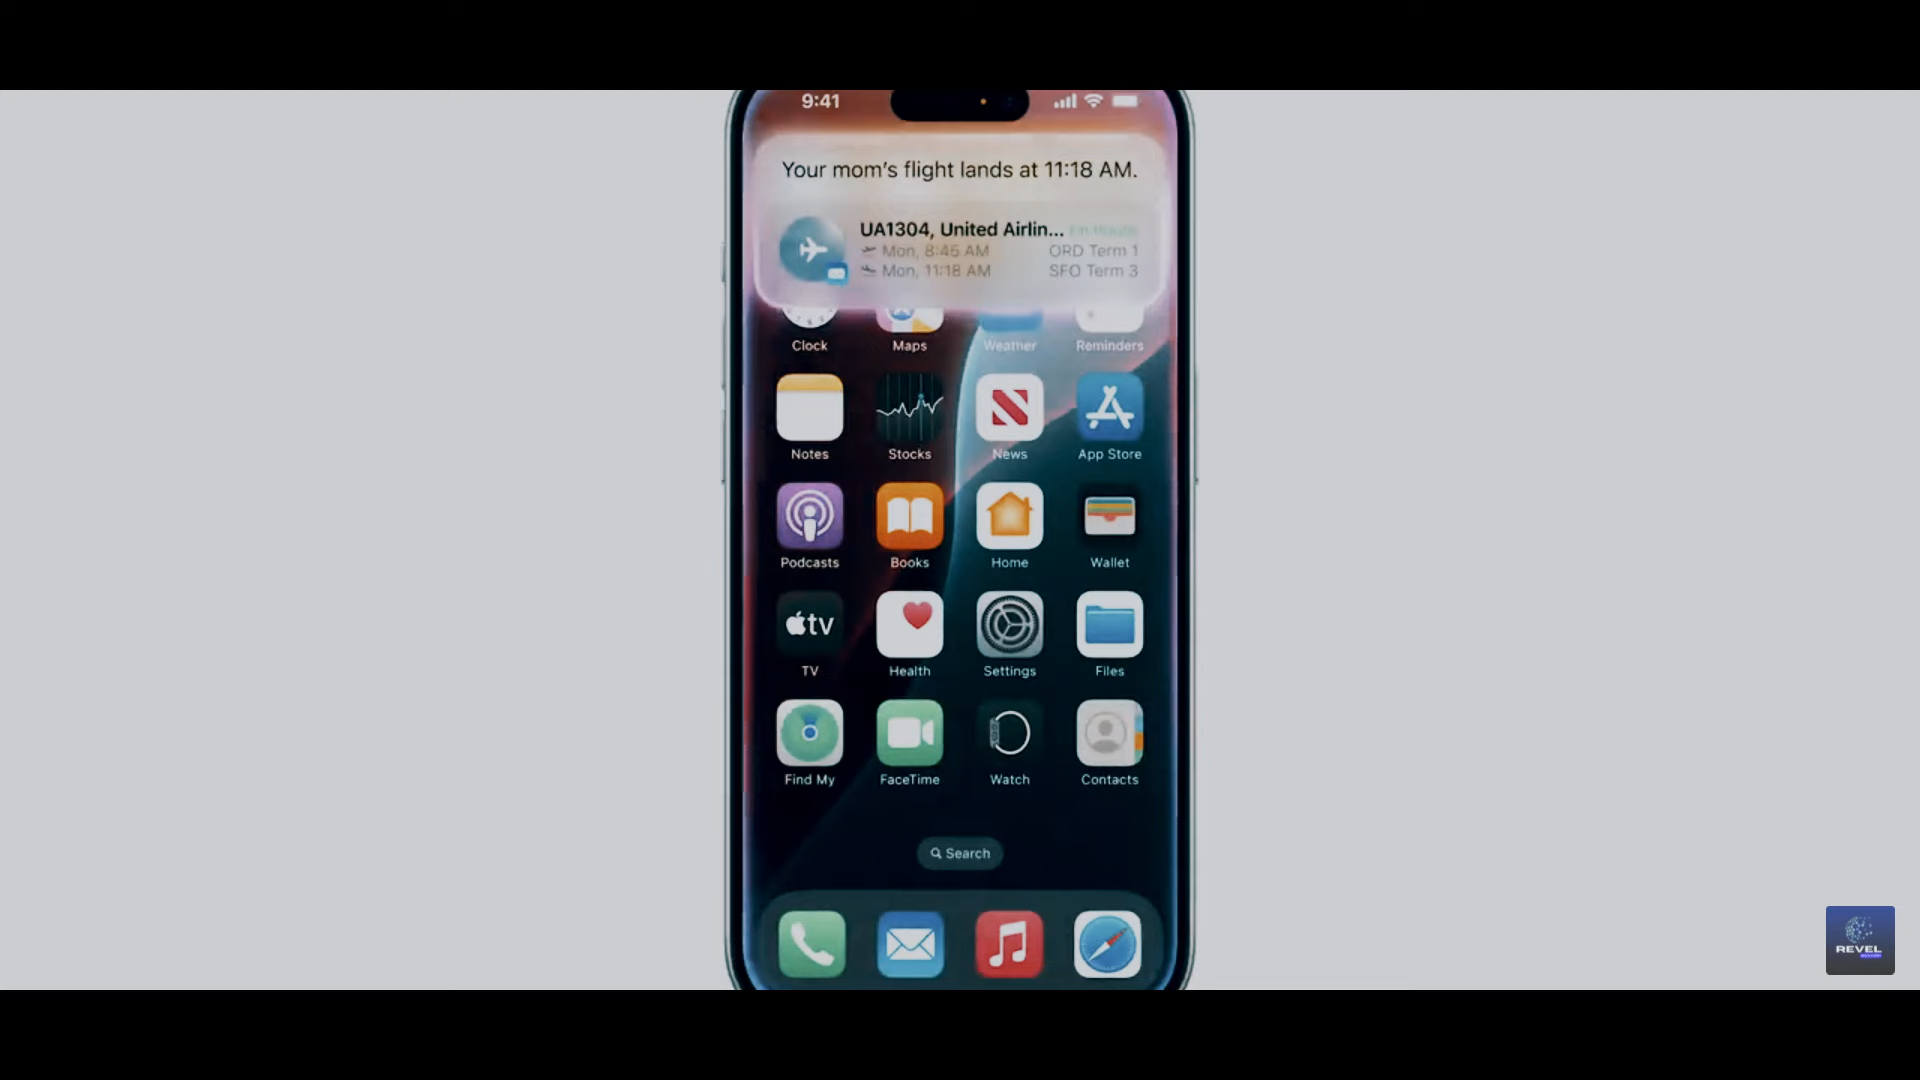 9:41
Your mom's flight lands at 11:18 AM.
UA1304, United Airlin... En Route
Mon, 8:45 AM ORD Term 1
Mon, 11:18 AM SFO Term 3
Clock Maps Weather Reminders
Notes Stocks News App Store
Podcasts Books Home Wallet
tv
TV Health Settings Files
Find My FaceTime Watch Contacts
Search
REVEL